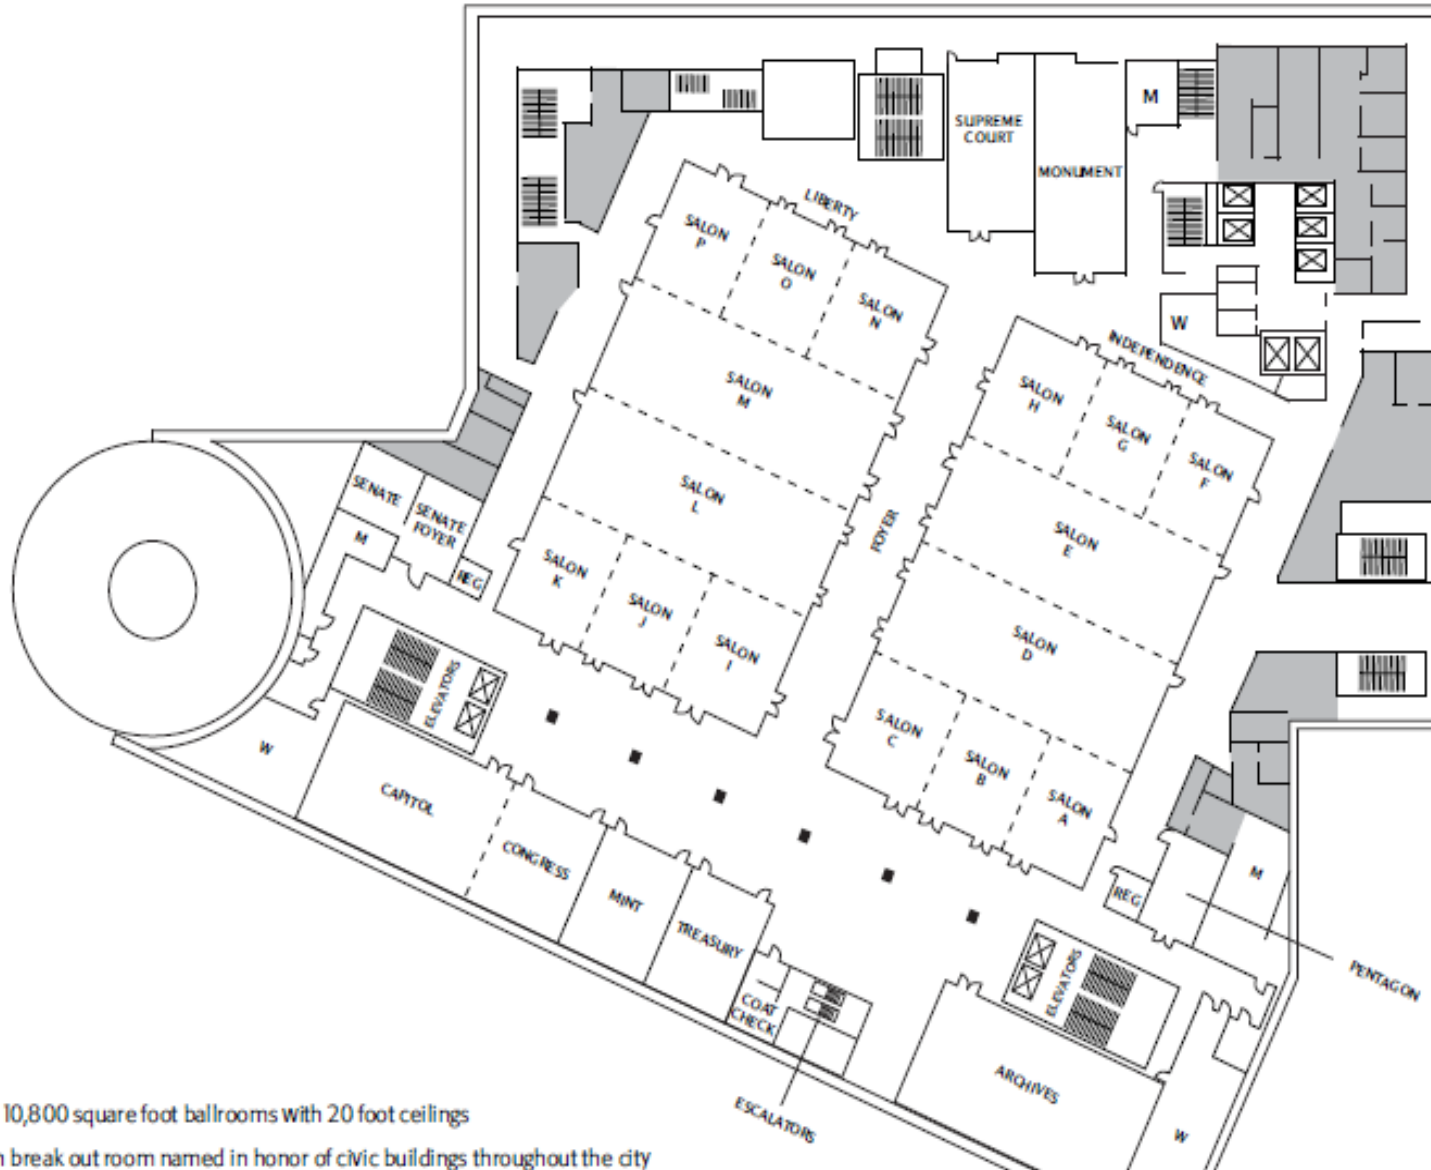 SUPREME
COURT
MONUMENT
M
LIBERTY
SALON
P
SALON
O
SALON
N
W
INDEPENDENCE
SALON
M
SALON
H
SALON
G
SALON
F
SENATE
SENATE
FOYER
M
REG
SALON
L
FOYER
SALON
E
SALON
K
SALON
J
SALON
I
SALON
D
ELEVATORS
W
SALON
C
SALON
B
SALON
A
CAPITOL
CONGRESS
MINT
TREASURY
COAT
CHECK
ESCALATORS
REG
M
PENTAGON
ELEVATORS
ARCHIVES
W
10,800 square foot ballrooms with 20 foot ceilings
break out room named in honor of civic buildings throughout the city